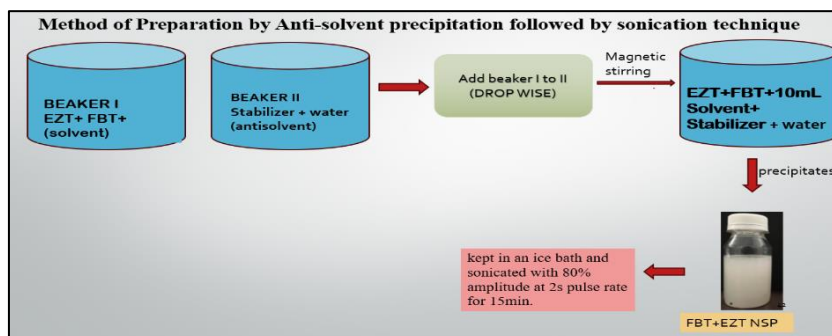 Method of Preparation by Anti-solvent precipitation followed by sonication technique
BEAKER I
EZT+ FBT+
(solvent)
BEAKER II
Stabilizer + water
(antisolvent)
Add beaker I to II
(DROP WISE)
Magnetic
stirring
EZT+FBT+10mL
Solvent+
Stabilizer + water
precipitates
kept in an ice bath and
sonicated with 80%
amplitude at 2s pulse rate
for 15min.
FBT+EZT NSP